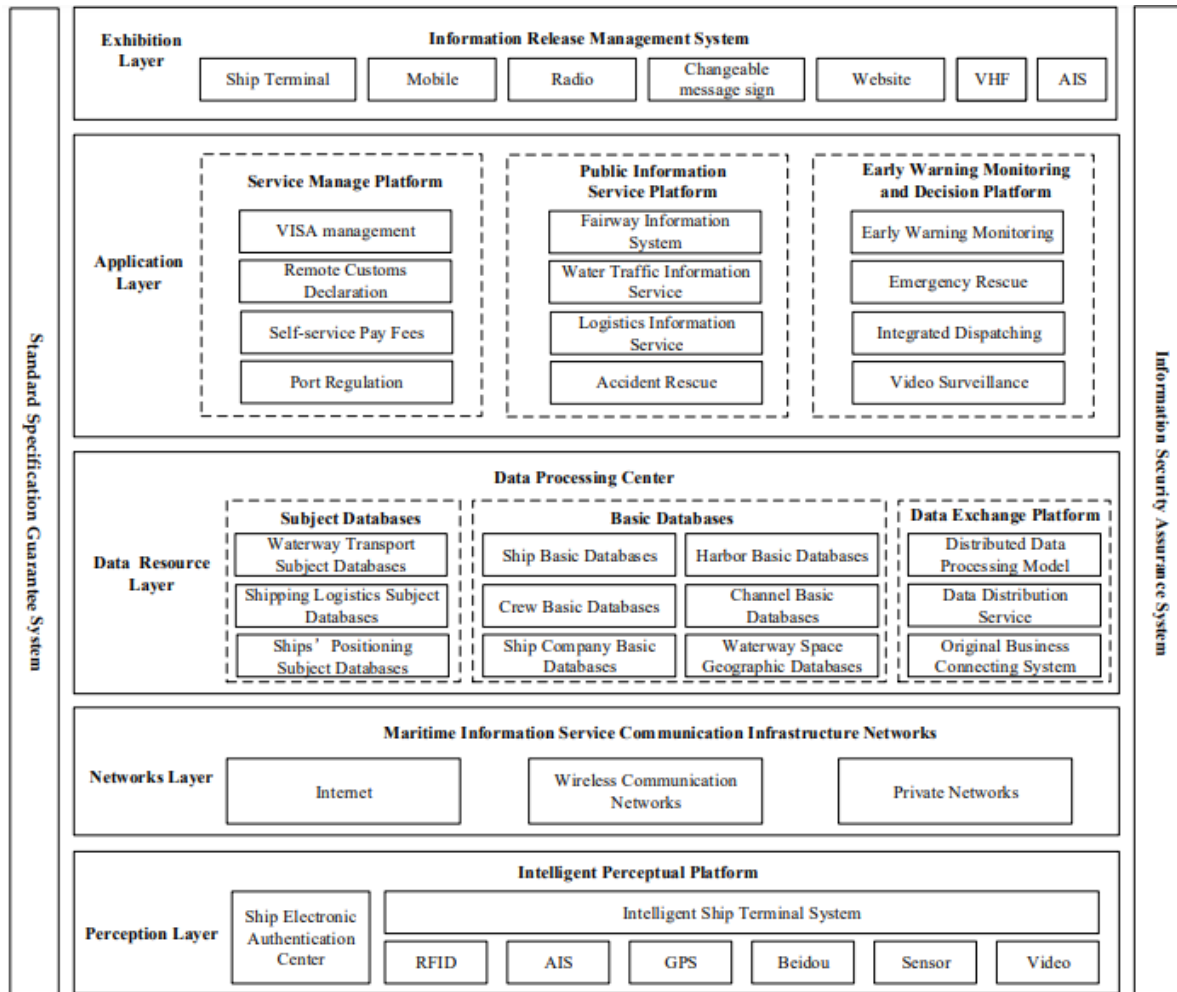 Standard Specification Guarantee System
Exhibition
Layer
Information Release Management System
Ship Terminal
Mobile
Radio
Changeable
message sign
Website
VHF
AIS
Application
Layer
Service Manage Platform
VISA management
Remote Customs
Declaration
Self-service Pay Fees
Port Regulation
Public Information
Service Platform
Fairway Information
System
Water Traffic Information
Service
Logistics Information
Service
Accident Rescue
Early Warning Monitoring
and Decision Platform
Early Warning Monitoring
Emergency Rescue
Integrated Dispatching
Video Surveillance
Data Resource
Layer
Data Processing Center
Subject Databases
Waterway Transport
Subject Databases
Shipping Logistics Subject
Databases
Ships’ Positioning
Subject Databases
Basic Databases
Ship Basic Databases
Harbor Basic Databases
Crew Basic Databases
Channel Basic
Databases
Ship Company Basic
Databases
Waterway Space
Geographic Databases
Data Exchange Platform
Distributed Data
Processing Model
Data Distribution
Service
Original Business
Connecting System
Networks Layer
Maritime Information Service Communication Infrastructure Networks
Internet
Wireless Communication
Networks
Private Networks
Perception Layer
Intelligent Perceptual Platform
Ship Electronic
Authentication
Center
Intelligent Ship Terminal System
RFID
AIS
GPS
Beidou
Sensor
Video
Information Security Assurance System